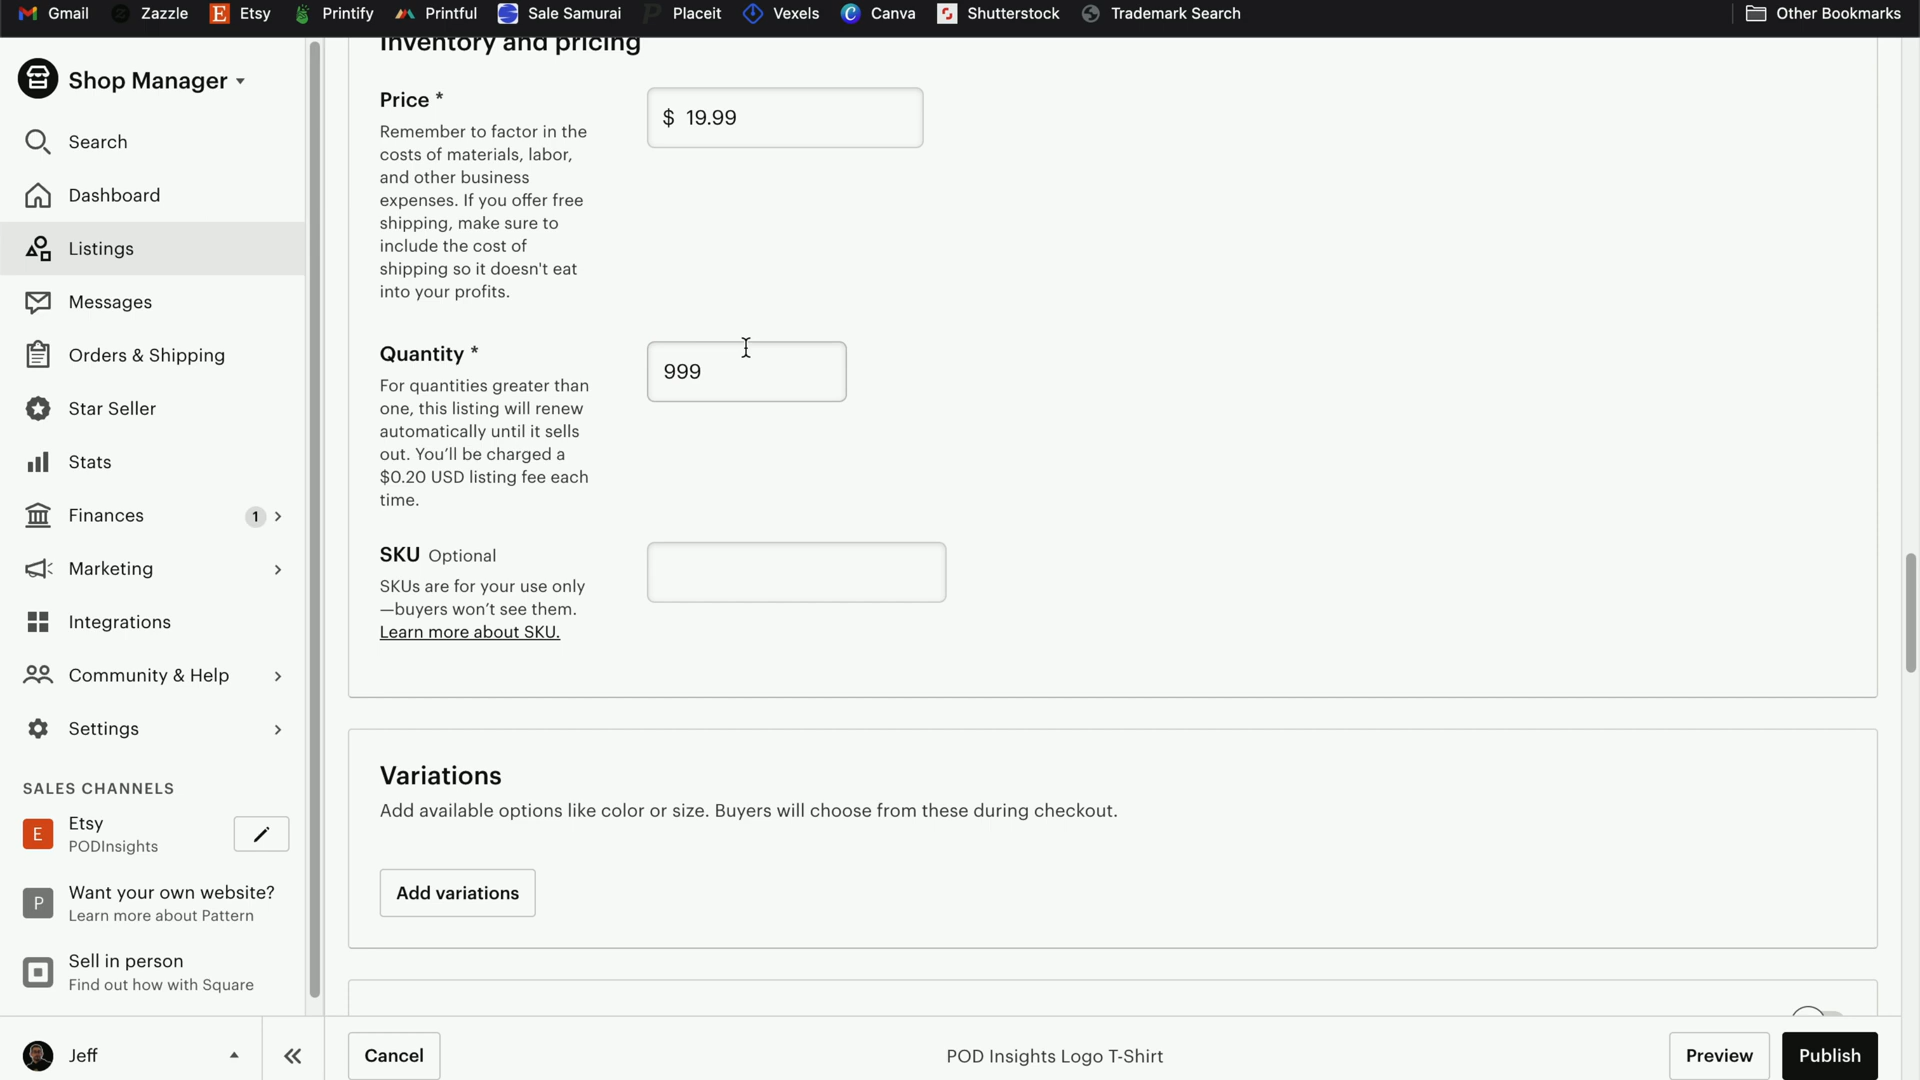 Gmail Zazzle Etsy Printify Printful Sale Samurai Placeit Vexels Canva Shutterstock Trademark Search Other Bookmarks
Shop Manager
Search
Dashboard
Listings
Messages
Orders & Shipping
Star Seller
Stats
Finances 1
Marketing
Integrations
Community & Help
Settings
SALES CHANNELS
E Etsy
PODInsights
P Want your own website?
Learn more about Pattern
Sell in person
Find out how with Square
Jeff
Inventory and pricing
Price *
Remember to factor in the
costs of materials, labor,
and other business
expenses. If you offer free
shipping, make sure to
include the cost of
shipping so it doesn't eat
into your profits.
$ 19.99
Quantity *
For quantities greater than
one, this listing will renew
automatically until it sells
out. You’ll be charged a
$0.20 USD listing fee each
time.
999
SKU Optional
SKUs are for your use only
—buyers won’t see them.
Learn more about SKU.
Variations
Add available options like color or size. Buyers will choose from these during checkout.
Add variations
Cancel POD Insights Logo T-Shirt Preview Publish